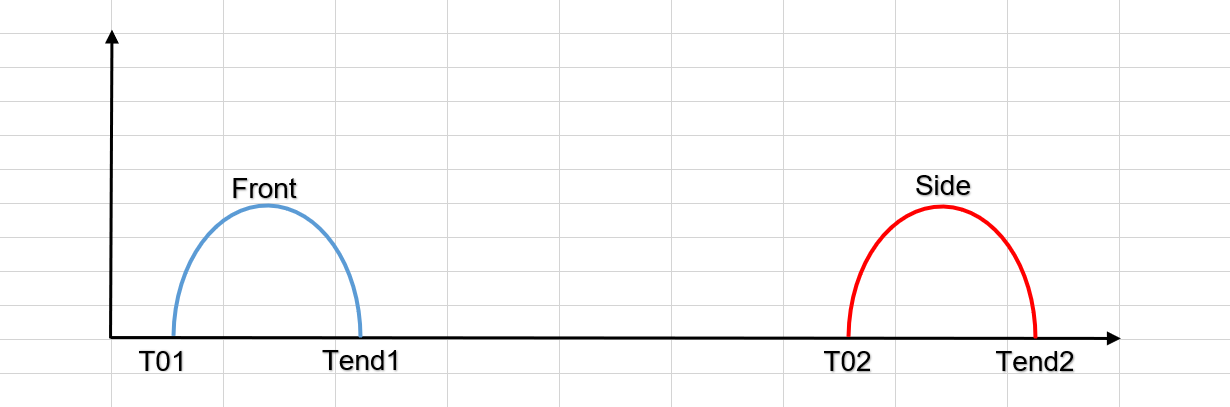 Front
Side
T01
Tend1
T02
Tend2